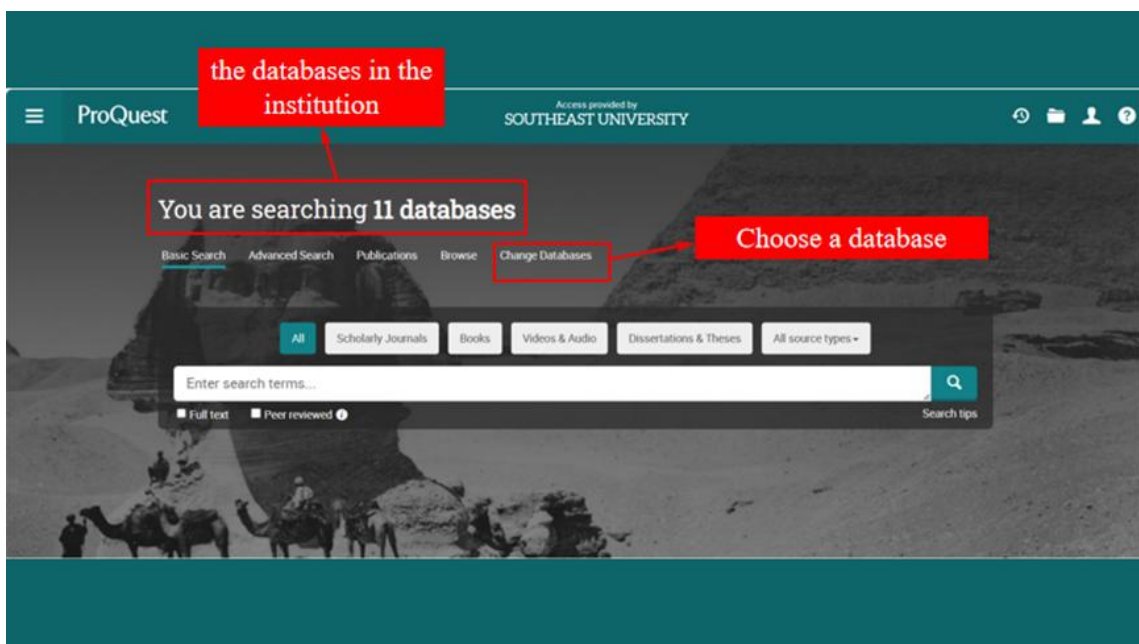 the databases in the
institution
ProQuest
Access provided by
SOUTHEAST UNIVERSITY
You are searching 11 databases
Choose a database
Basic Search Advanced Search Publications Browse Change Databases
All Scholarly Journals Books Videos & Audio Dissertations & Theses All source types
Enter search terms...
Full text Peer reviewed
Search tips